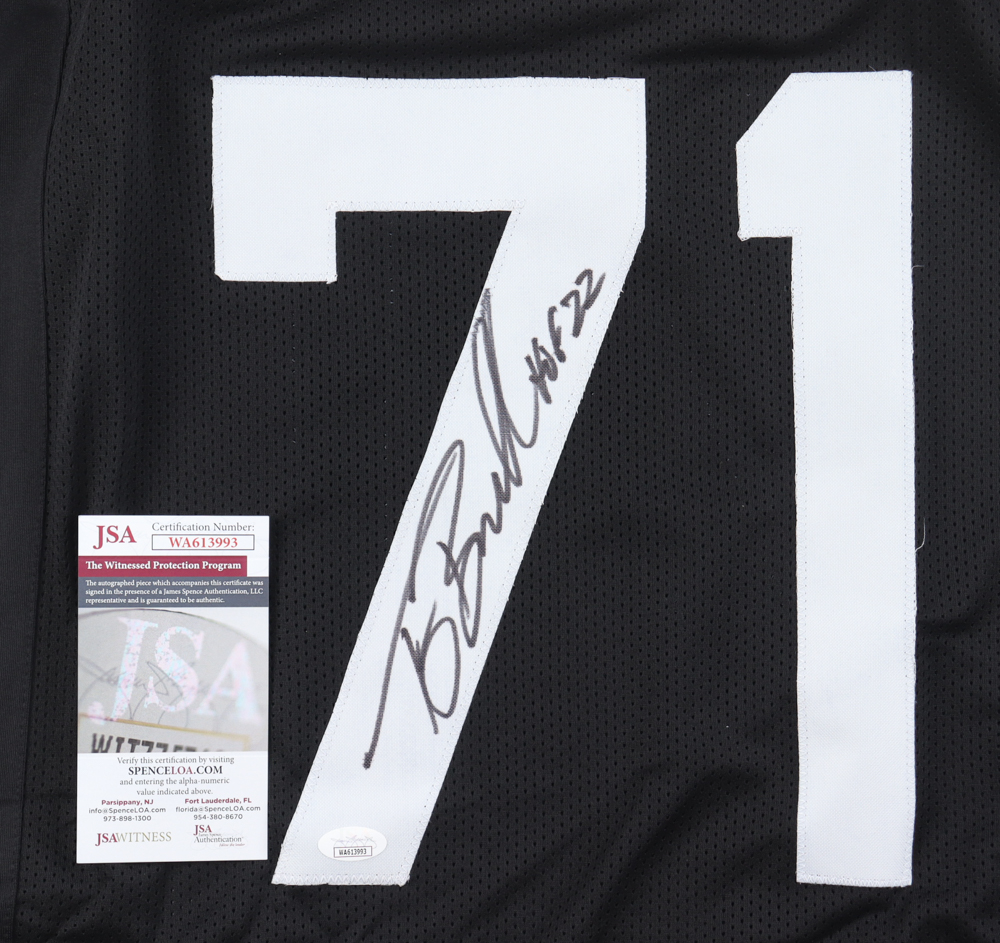 71
HOF 22
JSA
Certification Number:
WA613993
The Witnessed Protection Program
The autographed piece which accompanies this certificate was
signed in the presence of a James Spence Authentication, LLC
representative and is guaranteed to be authentic.
JSA
Verify this certification by visiting
SPENCELOA.COM
and entering the alpha-numeric
value indicated above.
Parsippany, NJ
info@SpenceLOA.com
973-898-1300
Fort Lauderdale, FL
florida@SpenceLOA.com
954-380-8670
JSAWITNESS
JSA
Authentication
WA613993